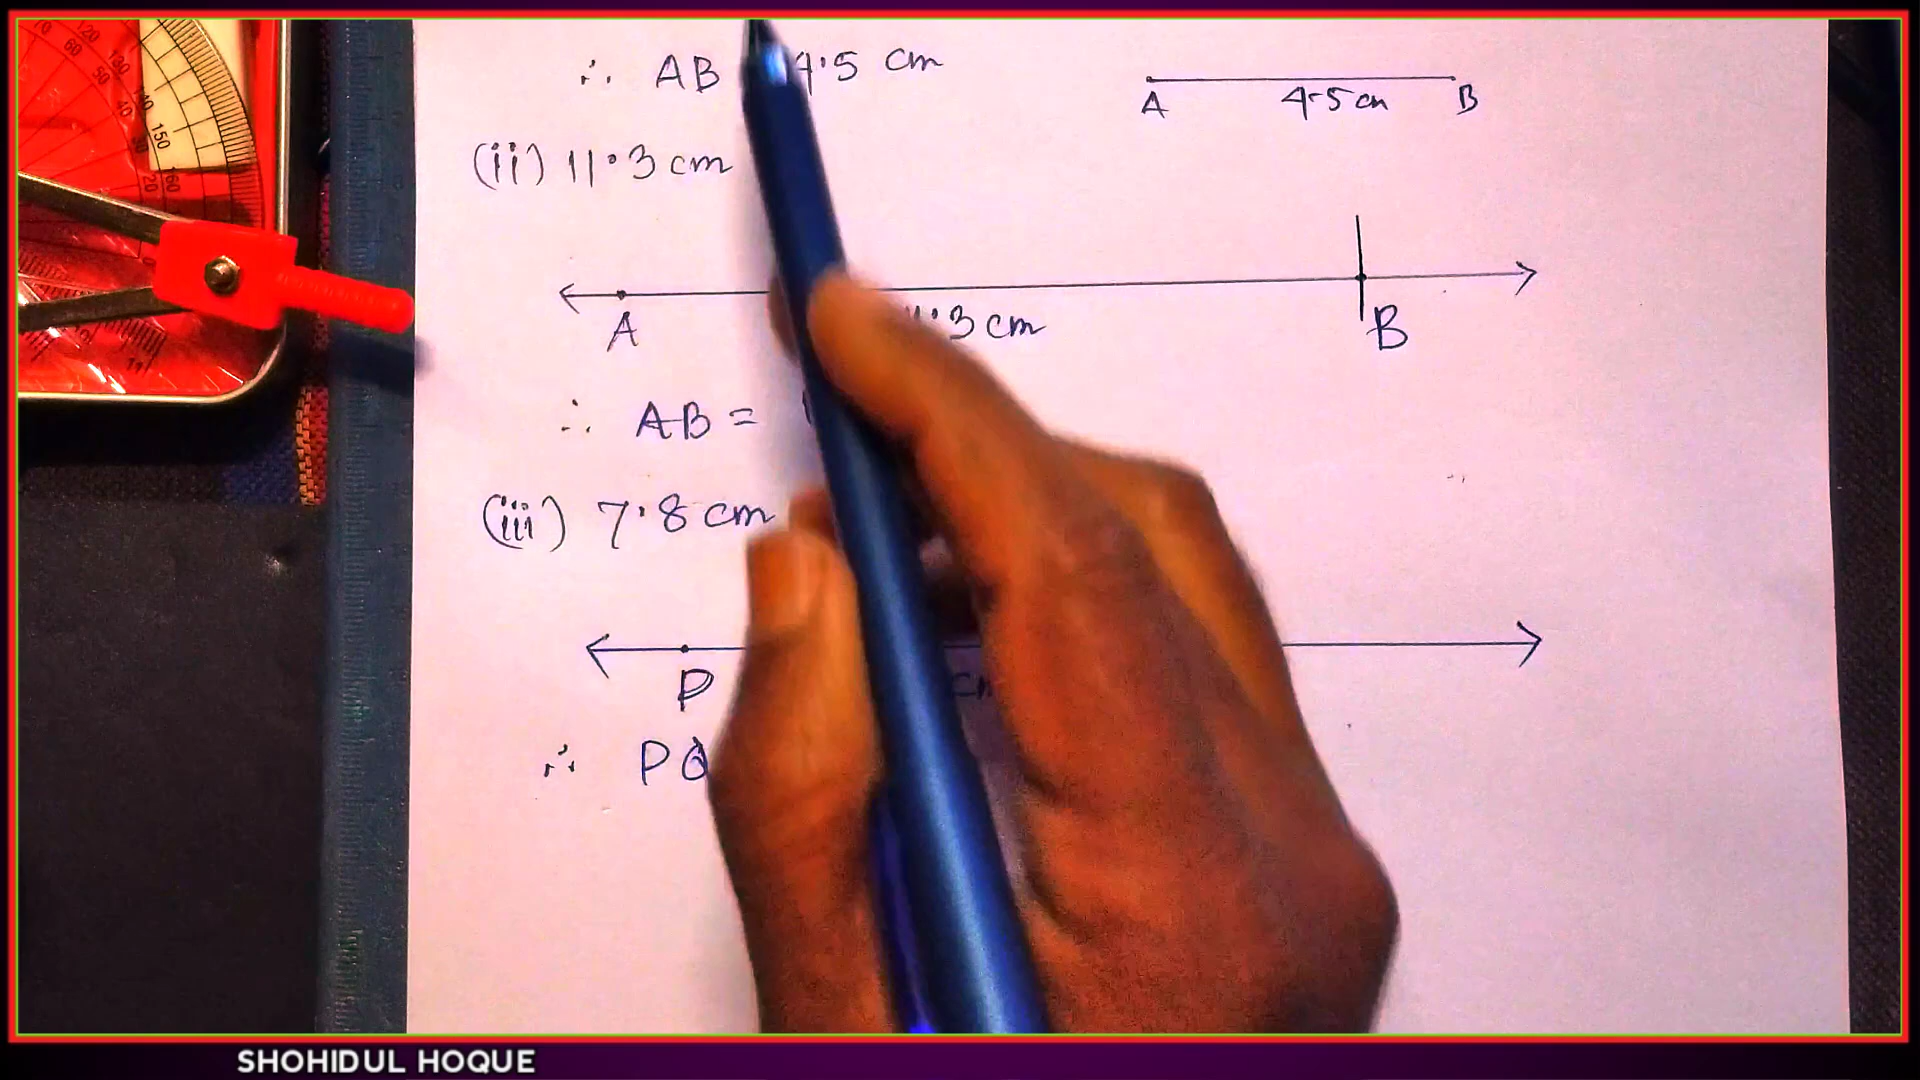 ∴ AB 4.5 cm
A 4.5 cm B
(ii) 11.3 cm
A 3 cm B
∴ AB =
(iii) 7.8 cm
P
∴ PQ
SHOHIDUL HOQUE